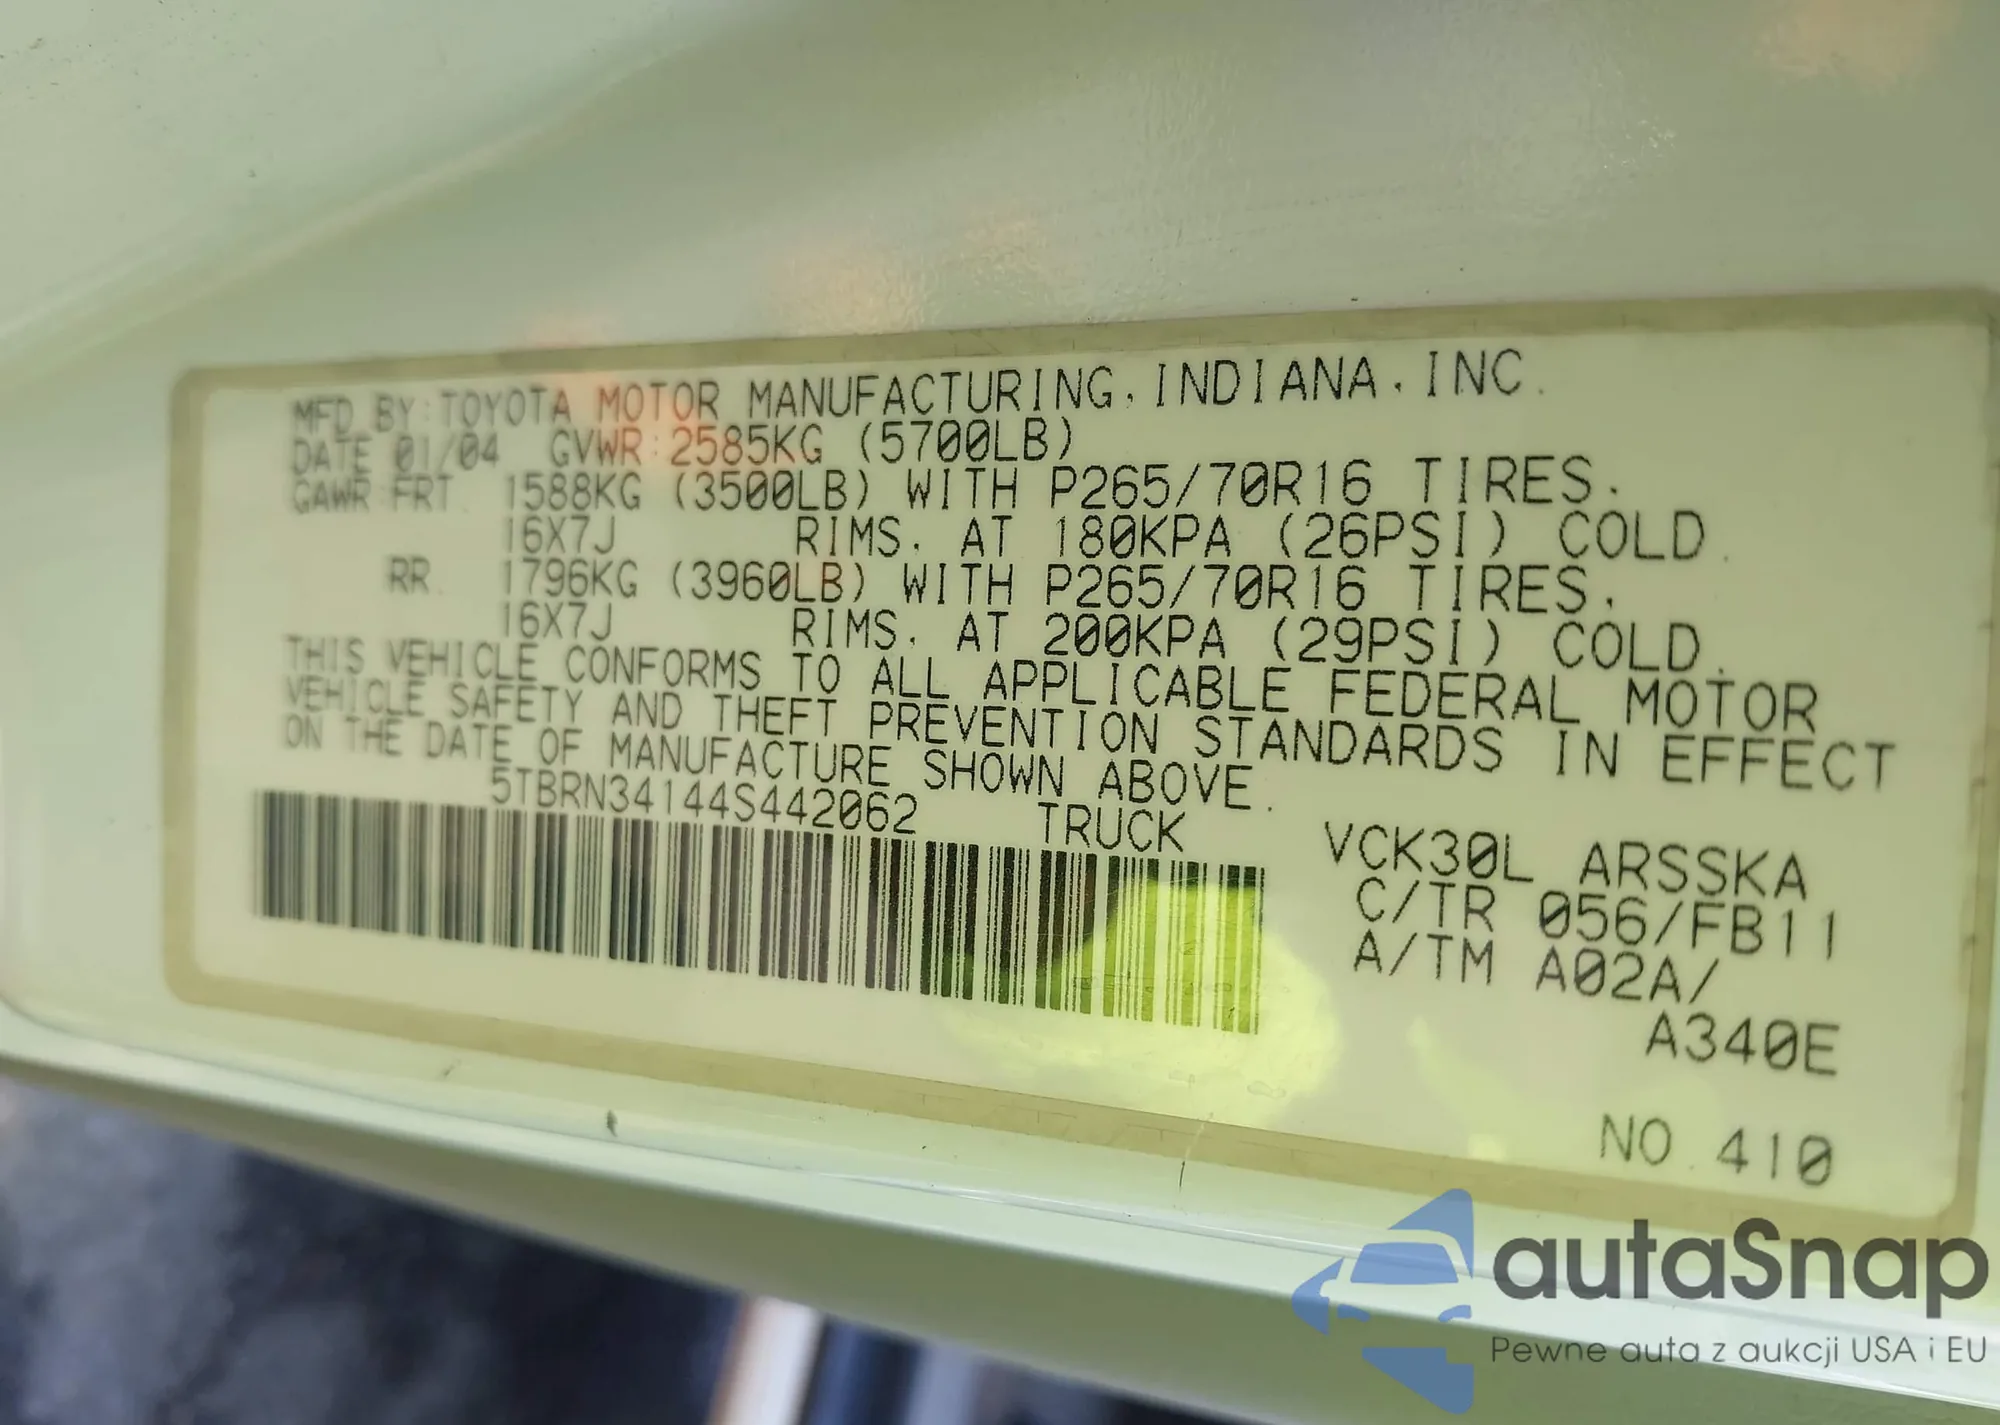 MFD BY:TOYOTA MOTOR MANUFACTURING, INDIANA, INC.
DATE 01/04 GVWR:2585KG (5700LB)
GAWR:FRT. 1588KG (3500LB) WITH P265/70R16 TIRES.
16X7J RIMS. AT 180KPA (26PSI) COLD.
RR. 1796KG (3960LB) WITH P265/70R16 TIRES.
16X7J RIMS. AT 200KPA (29PSI) COLD.
THIS VEHICLE CONFORMS TO ALL APPLICABLE FEDERAL MOTOR
VEHICLE SAFETY AND THEFT PREVENTION STANDARDS IN EFFECT
ON THE DATE OF MANUFACTURE SHOWN ABOVE.
5TBRN34144S442062 TRUCK
VCK30L ARSSKA
C/TR 056/FB11
A/TM A02A/
A340E
NO.410
autaSnap
Pewne auta z aukcji USA i EU